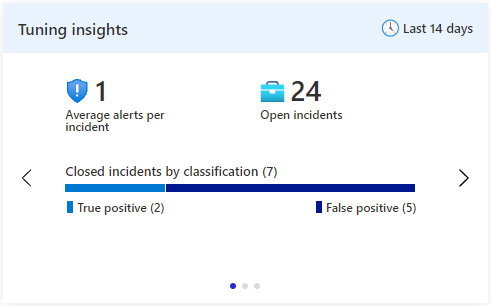 Tuning insights
Last 14 days
1
Average alerts per
incident
24
Open incidents
Closed incidents by classification (7)
True positive (2)
False positive (5)